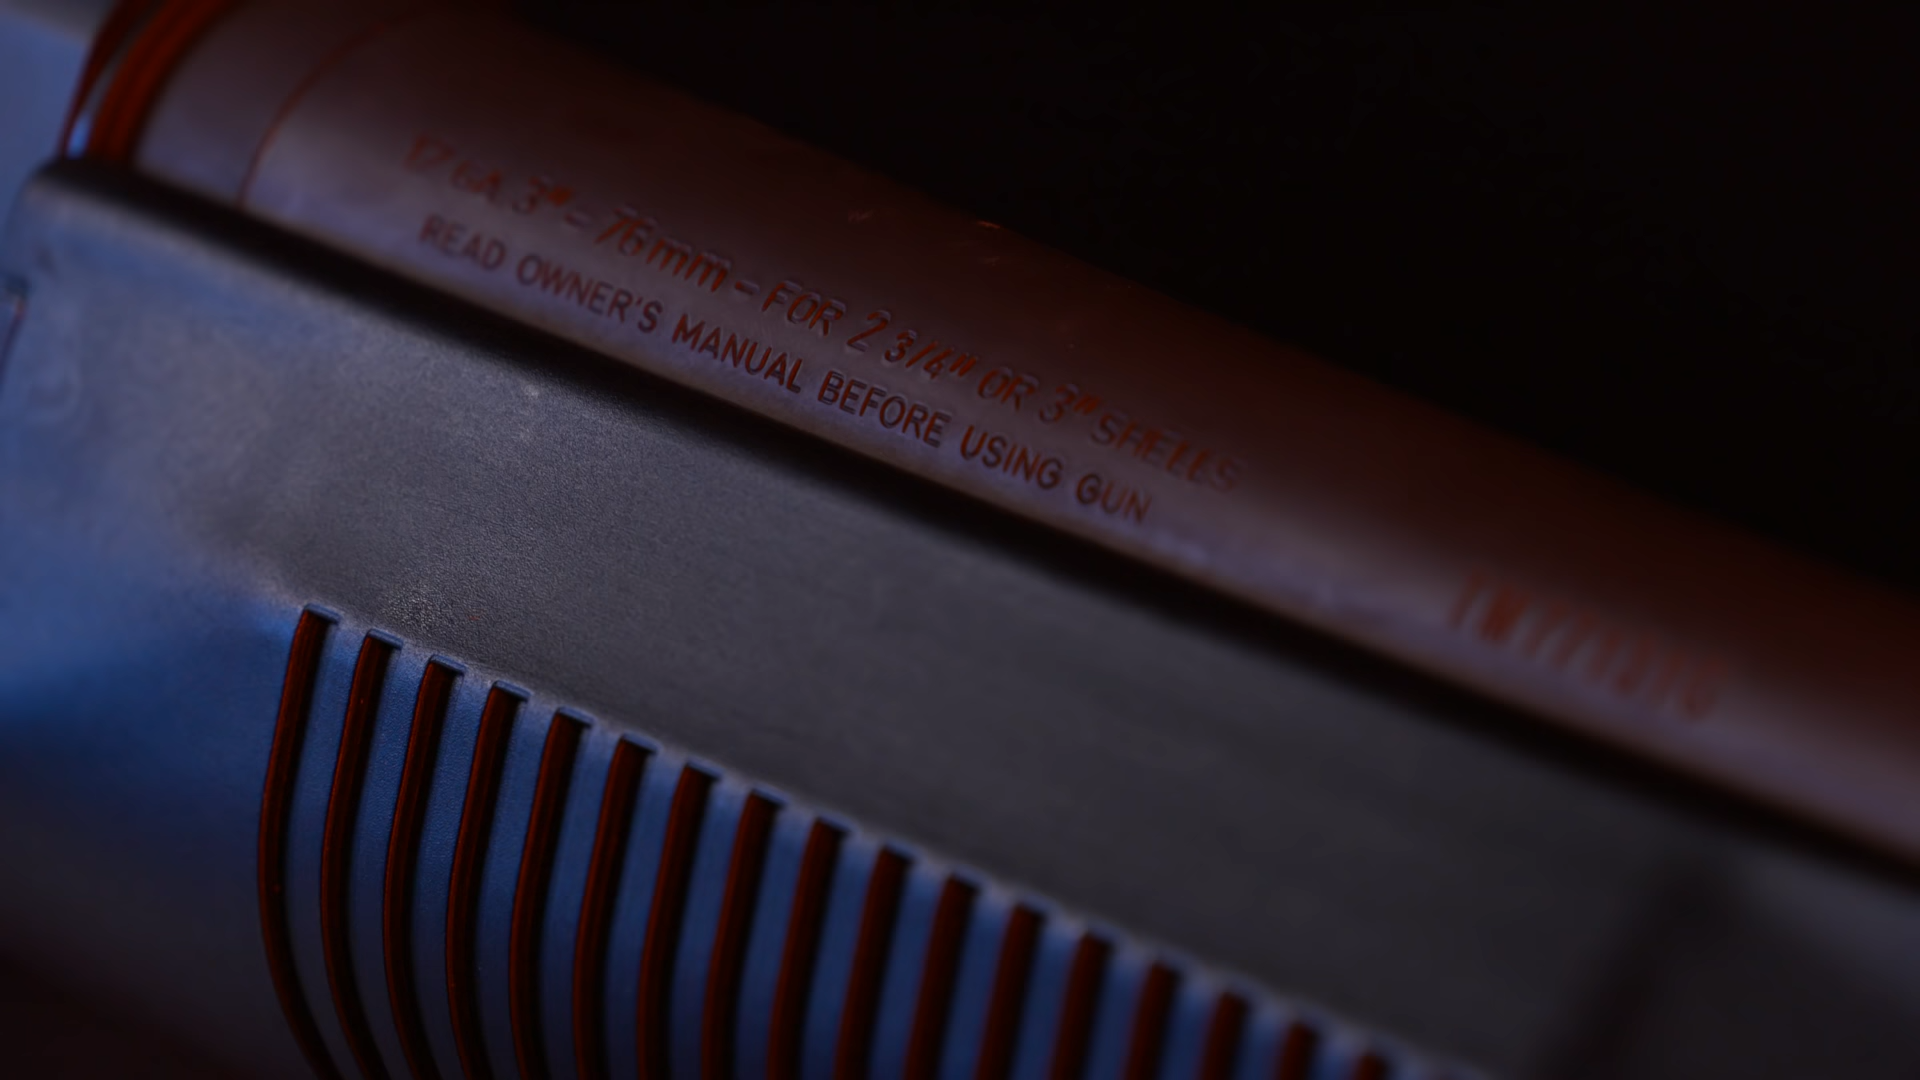 12 GA. 3" - 76mm - FOR 2 3/4" OR 3" SHELLS
READ OWNER'S MANUAL BEFORE USING GUN